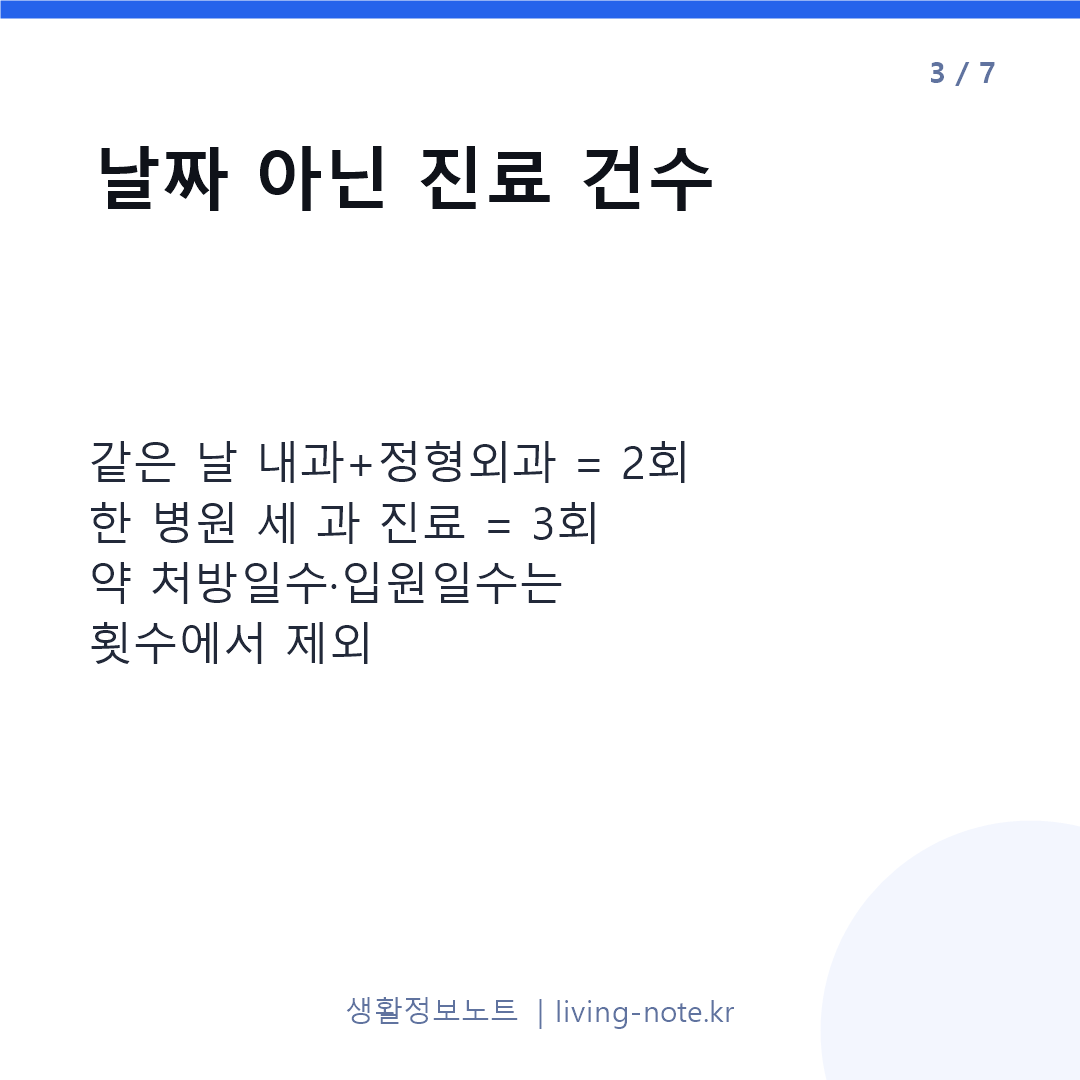 3 / 7
날짜 아닌 진료 건수
같은 날 내과+정형외과 = 2회
한 병원 세 과 진료 = 3회
약 처방일수·입원일수는
횟수에서 제외
생활정보노트 | living-note.kr